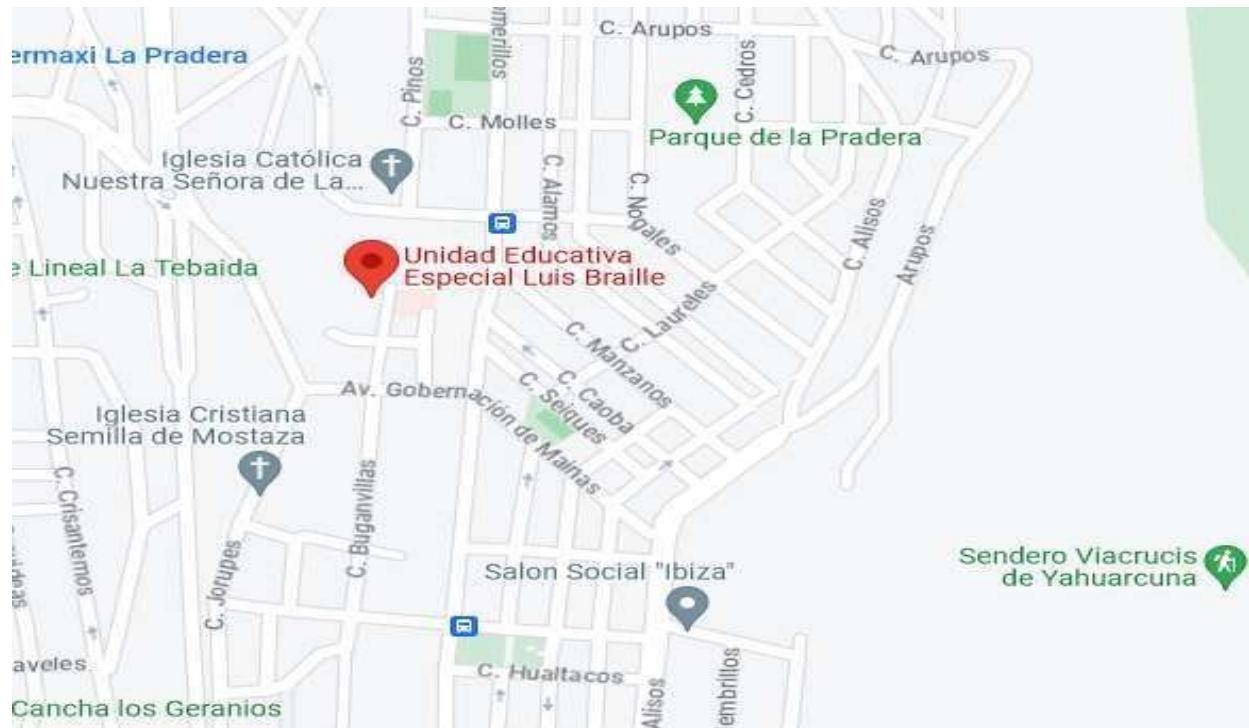 C. Arupos
omerillos
C. Arupos
ermaxi La Pradera
C. Pinos
C. Cedros
C. Molles
Parque de la Pradera
Iglesia Católica
Nuestra Señora de La...
C. Alamos
C. Nogales
C. Alisos
Arupos
Unidad Educativa
Especial Luis Braille
e Lineal La Tebaida
C. Laureles
C. Manzanos
C. Caoba
C. Seiques
Av. Gobernación de Mainas
Iglesia Cristiana
Semilla de Mostaza
C. Crisantemos
C. Buganvillas
C. Jorupes
Salon Social "Ibiza"
Sendero Viacrucis
de Yahuarcuna
aveles
C. Hualtacos
Alisos
embrillos
Cancha los Geranios